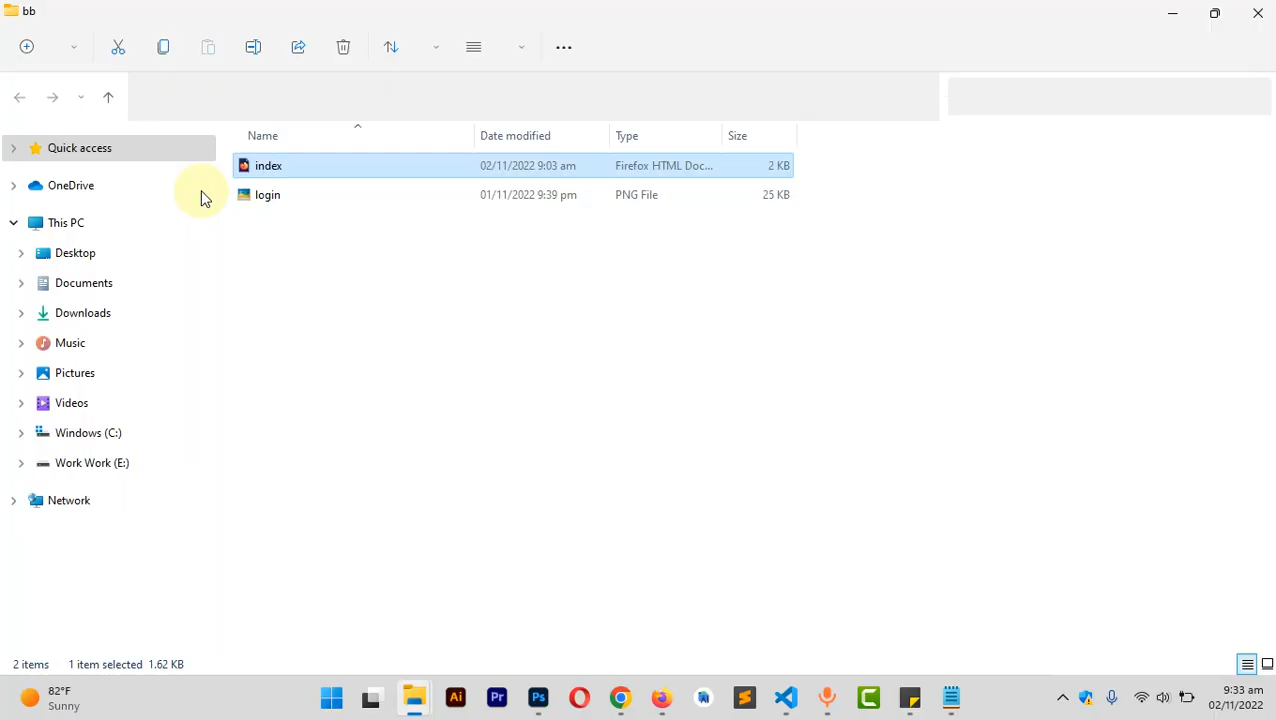 bb
Name Date modified Type Size
Quick access
index 02/11/2022 9:03 am Firefox HTML Doc... 2 KB
OneDrive
login 01/11/2022 9:39 pm PNG File 25 KB
This PC
Desktop
Documents
Downloads
Music
Pictures
Videos
Windows (C:)
Work Work (E:)
Network
2 items 1 item selected 1.62 KB
82°F
Sunny
Ai Pr Ps
9:33 am
02/11/2022